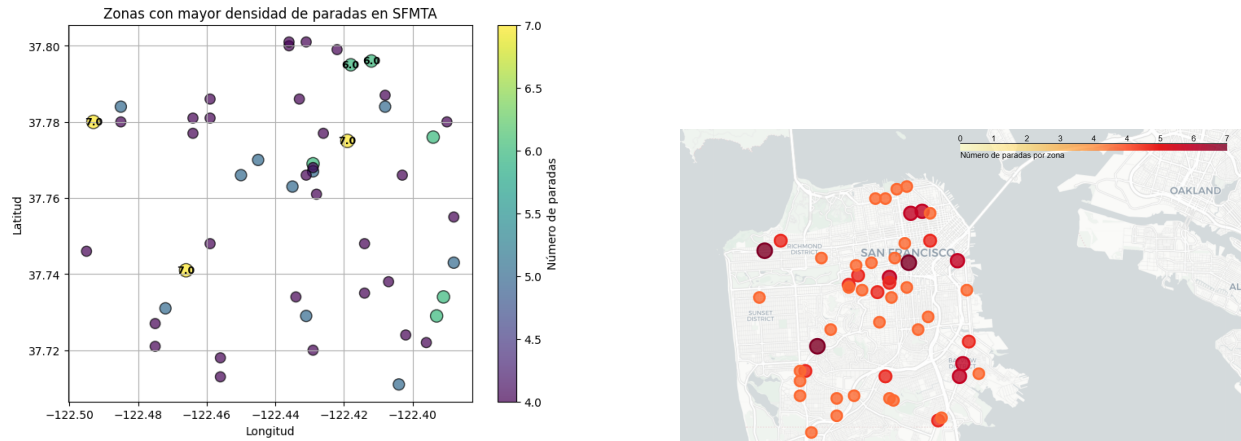 Zonas con mayor densidad de paradas en SFMTA
37.80
37.78
37.76
37.74
37.72
Latitud
−122.50
−122.48
−122.46
−122.44
−122.42
−122.40
Longitud
6.0
6.0
7.0
7.0
7.0
7.0
6.5
6.0
5.5
5.0
4.5
4.0
Número de paradas
0 1 2 3 4 5 6 7
Número de paradas por zona
OAKLAND
RICHMOND
DISTRICT
SAN FRANCISCO
SUNSET
DISTRICT